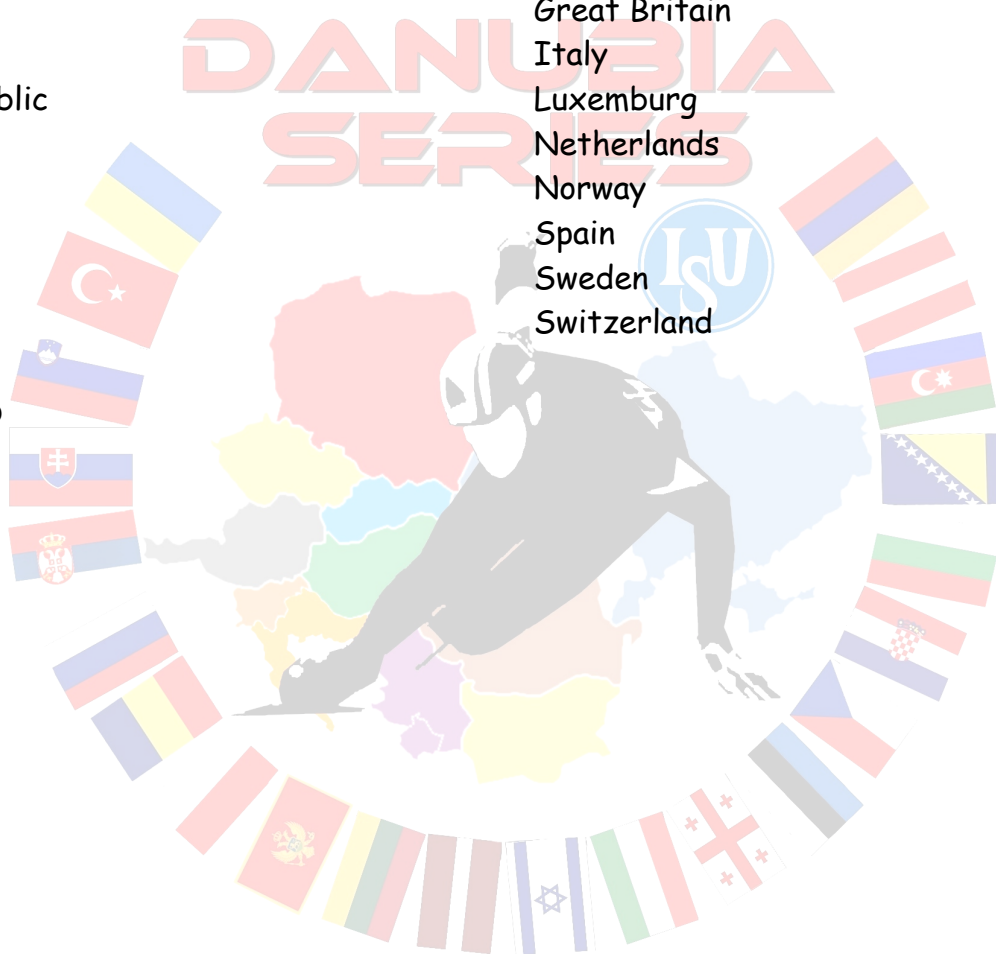 Great Britain
DANUBIA
Italy
blic
Luxemburg
SERIES
Netherlands
Norway
Spain
ISU
Sweden
Switzerland